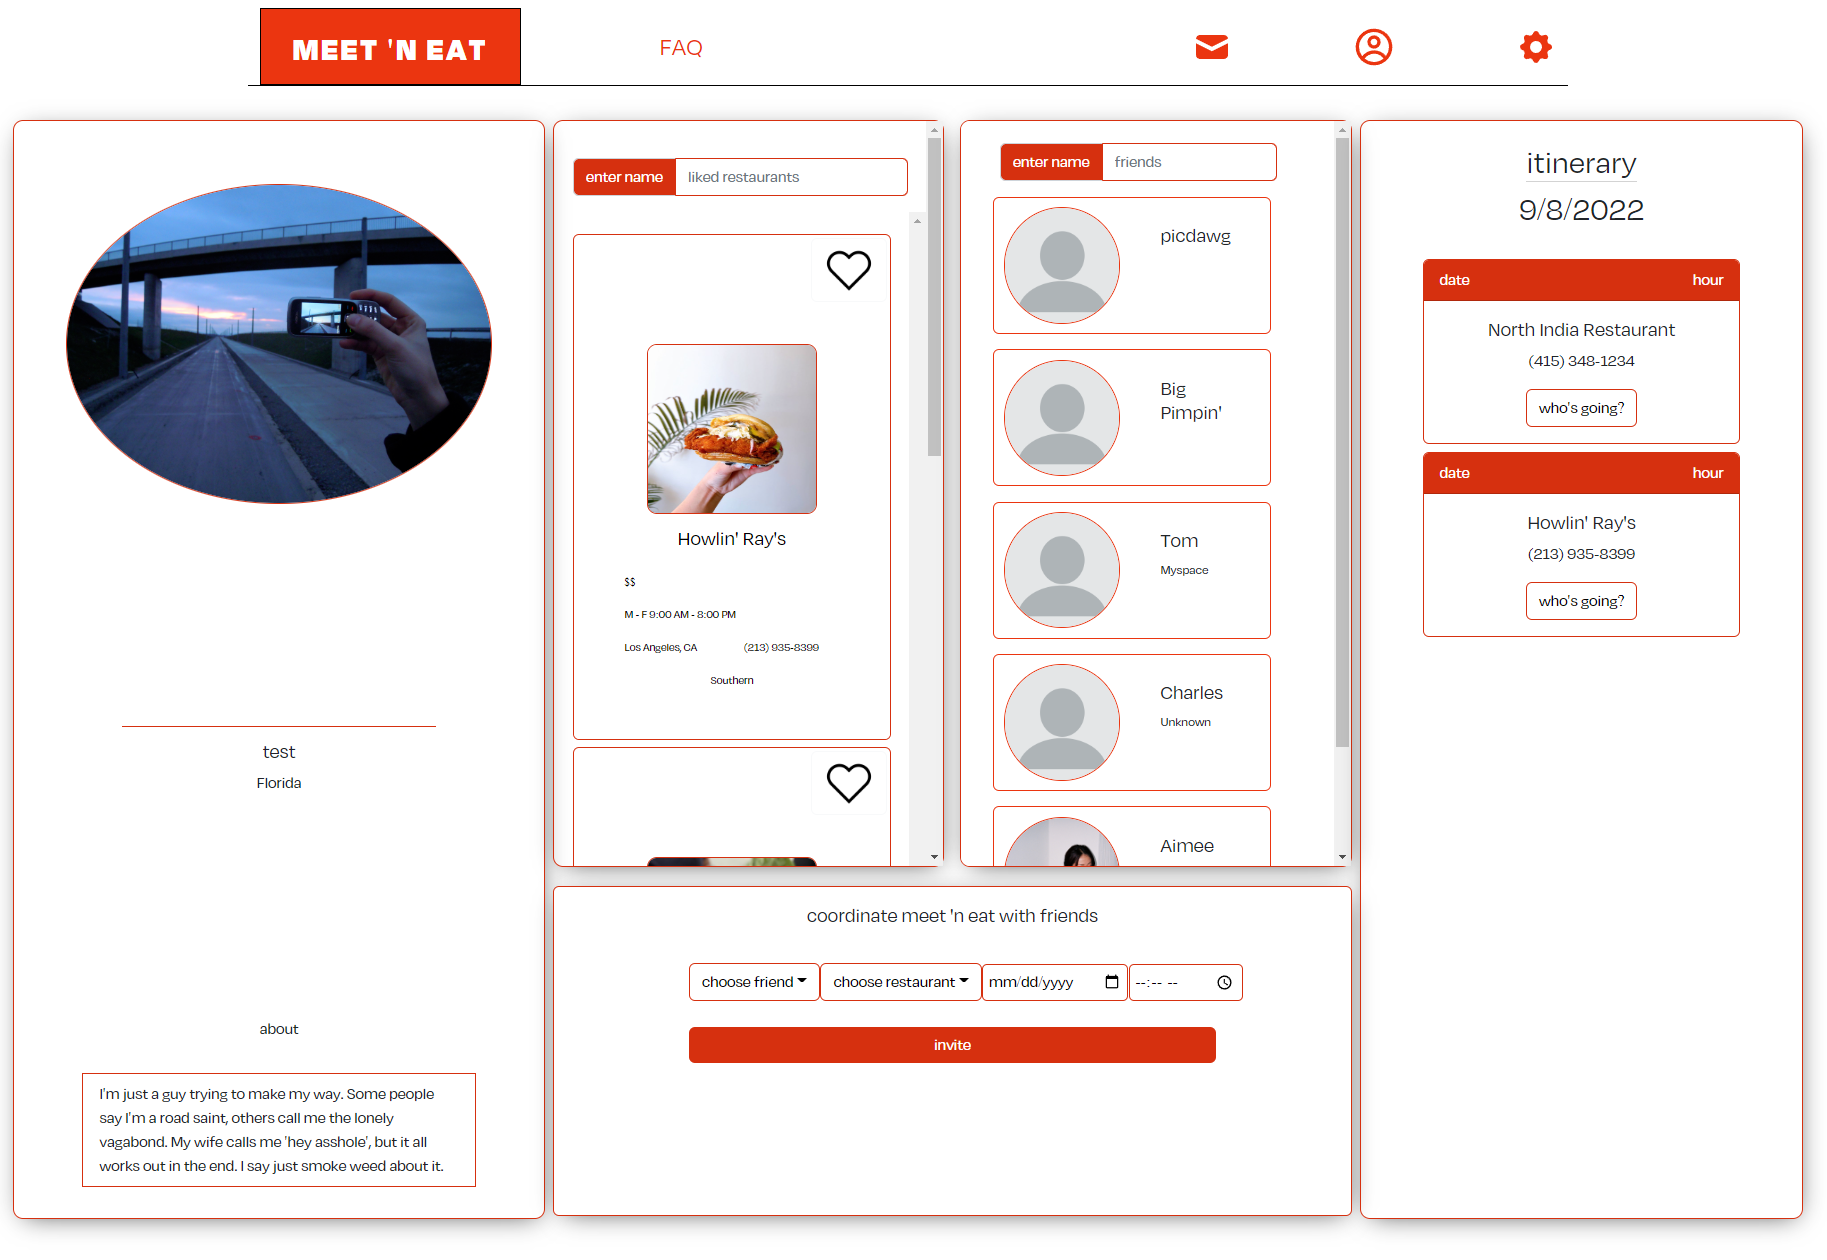 MEET 'N EAT
FAQ
test
Florida
about
I'm just a guy trying to make my way. Some people
say I'm a road saint, others call me the lonely
vagabond. My wife calls me 'hey asshole', but it all
works out in the end. I say just smoke weed about it.
enter name
liked restaurants
Howlin' Ray's
$$
M - F 9:00 AM - 8:00 PM
Los Angeles, CA
(213) 935-8399
Southern
enter name
friends
picdawg
Big
Pimpin'
Tom
Myspace
Charles
Unknown
Aimee
coordinate meet 'n eat with friends
choose friend
choose restaurant
mm/dd/yyyy
--:-- --
invite
itinerary
9/8/2022
date
hour
North India Restaurant
(415) 348-1234
who's going?
date
hour
Howlin' Ray's
(213) 935-8399
who's going?